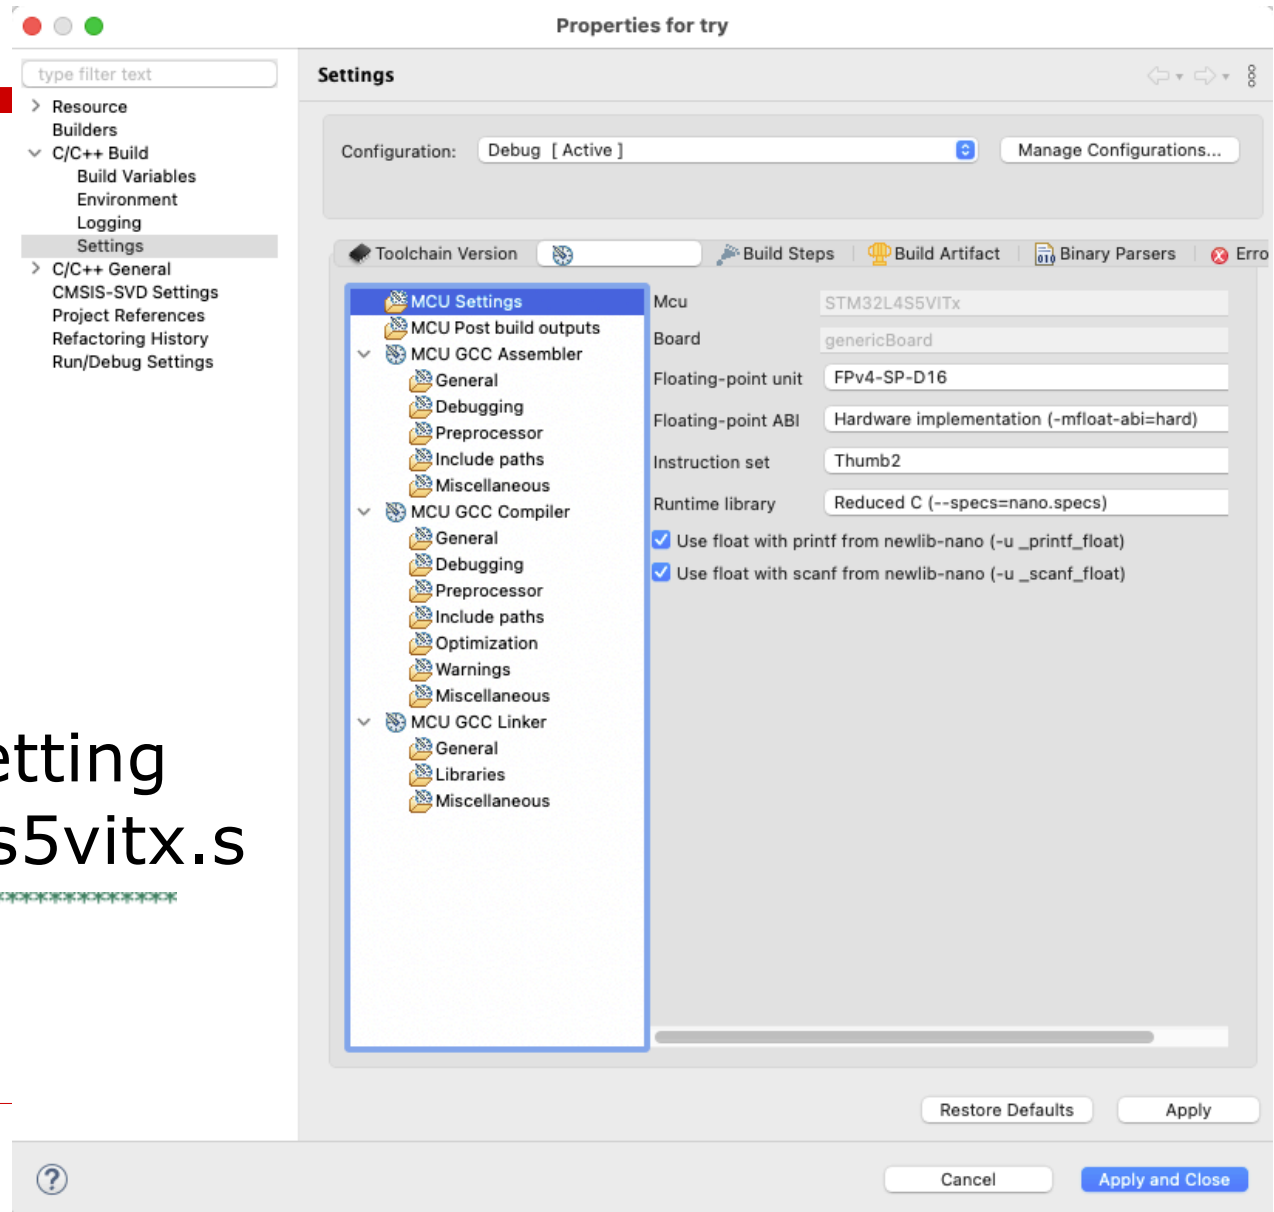 Properties for try
type filter text
Resource
Builders
C/C++ Build
Build Variables
Environment
Logging
Settings
C/C++ General
CMSIS-SVD Settings
Project References
Refactoring History
Run/Debug Settings
Settings
Configuration: Debug [ Active ] Manage Configurations...
Toolchain Version Build Steps Build Artifact Binary Parsers Erro
MCU Settings
MCU Post build outputs
MCU GCC Assembler
General
Debugging
Preprocessor
Include paths
Miscellaneous
MCU GCC Compiler
General
Debugging
Preprocessor
Include paths
Optimization
Warnings
Miscellaneous
MCU GCC Linker
General
Libraries
Miscellaneous
Mcu STM32L4S5VITx
Board genericBoard
Floating-point unit FPv4-SP-D16
Floating-point ABI Hardware implementation (-mfloat-abi=hard)
Instruction set Thumb2
Runtime library Reduced C (--specs=nano.specs)
Use float with printf from newlib-nano (-u _printf_float)
Use float with scanf from newlib-nano (-u _scanf_float)
etting
s5vitx.s
*************
Restore Defaults Apply
? Cancel Apply and Close